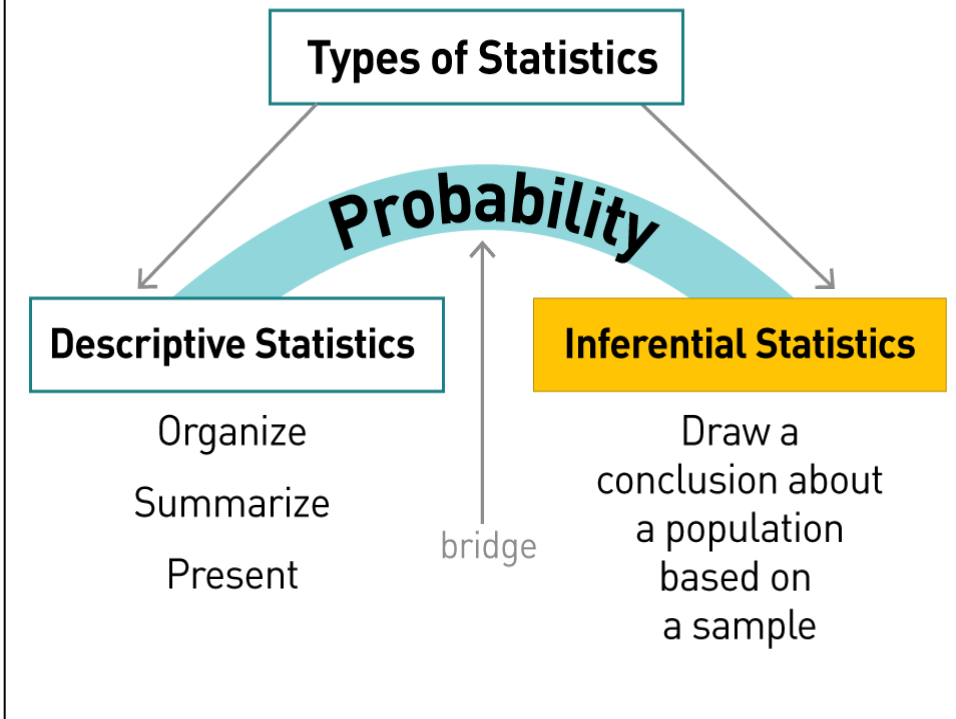 Types of Statistics
Probability
Descriptive Statistics
Inferential Statistics
Organize
Summarize
Present
bridge
Draw a
conclusion about
a population
based on
a sample